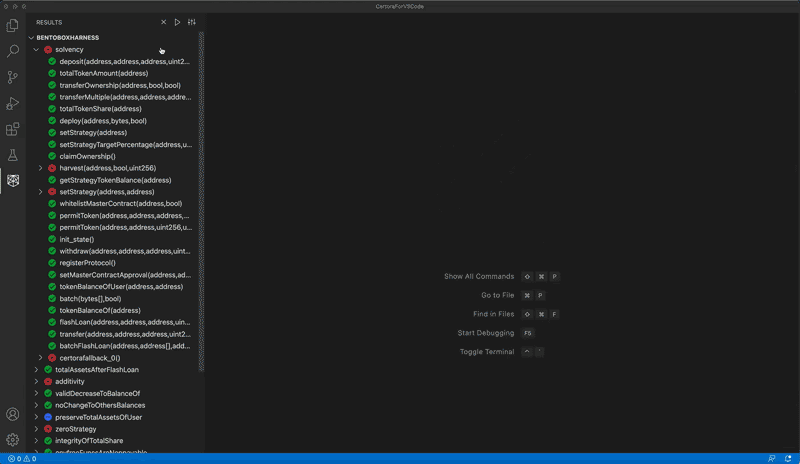 CertoraForVSCode
RESULTS
BENTOBOXHARNESS
solvency
deposit(address,address,address,uint2...
totalTokenAmount(address)
transferOwnership(address,bool,bool)
transferMultiple(address,address,addre...
totalTokenShare(address)
deploy(address,bytes,bool)
setStrategy(address)
setStrategyTargetPercentage(address,u...
claimOwnership()
harvest(address,bool,uint256)
getStrategyTokenBalance(address)
setStrategy(address,address)
whitelistMasterContract(address,bool)
permitToken(address,address,address,...
permitToken(address,address,uint256,u...
init_state()
withdraw(address,address,address,uint...
registerProtocol()
setMasterContractApproval(address,ad...
tokenBalanceOfUser(address,address)
batch(bytes[],bool)
tokenBalanceOf(address)
flashLoan(address,address,address,uin...
transfer(address,address,address,uint2...
batchFlashLoan(address,address[],add...
certorafallback_0()
totalAssetsAfterFlashLoan
additivity
validDecreaseToBalanceOf
noChangeToOthersBalances
preserveTotalAssetsOfUser
zeroStrategy
integrityOfTotalShare
Show All Commands ⇧ ⌘ P
Go to File ⌘ P
Find in Files ⇧ ⌘ F
Start Debugging F5
Toggle Terminal ⌃ `
0 0